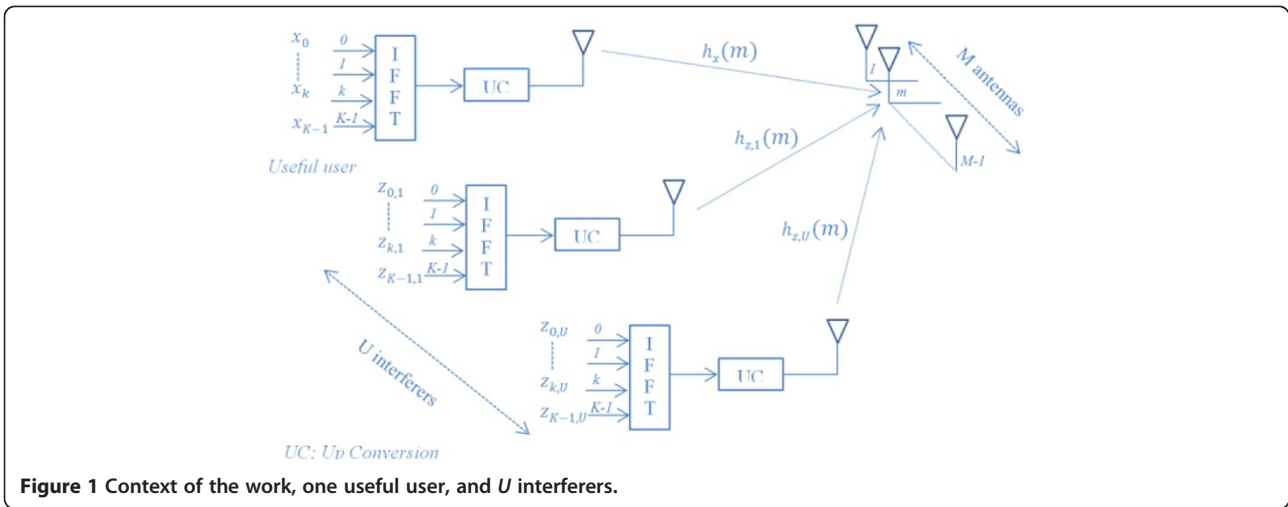 x_0 0
1
x_k k
x_{K-1} K-1
I
F
F
T
UC
h_x(m)
1
m
M-1
M antennas
Useful user
z_{0,1} 0
1
z_{k,1} k
z_{K-1,1} K-1
I
F
F
T
UC
h_{z,1}(m)
h_{z,U}(m)
U interferers
z_{0,U} 0
1
z_{k,U} k
z_{K-1,U} K-1
I
F
F
T
UC
UC: Up Conversion
Figure 1 Context of the work, one useful user, and U interferers.